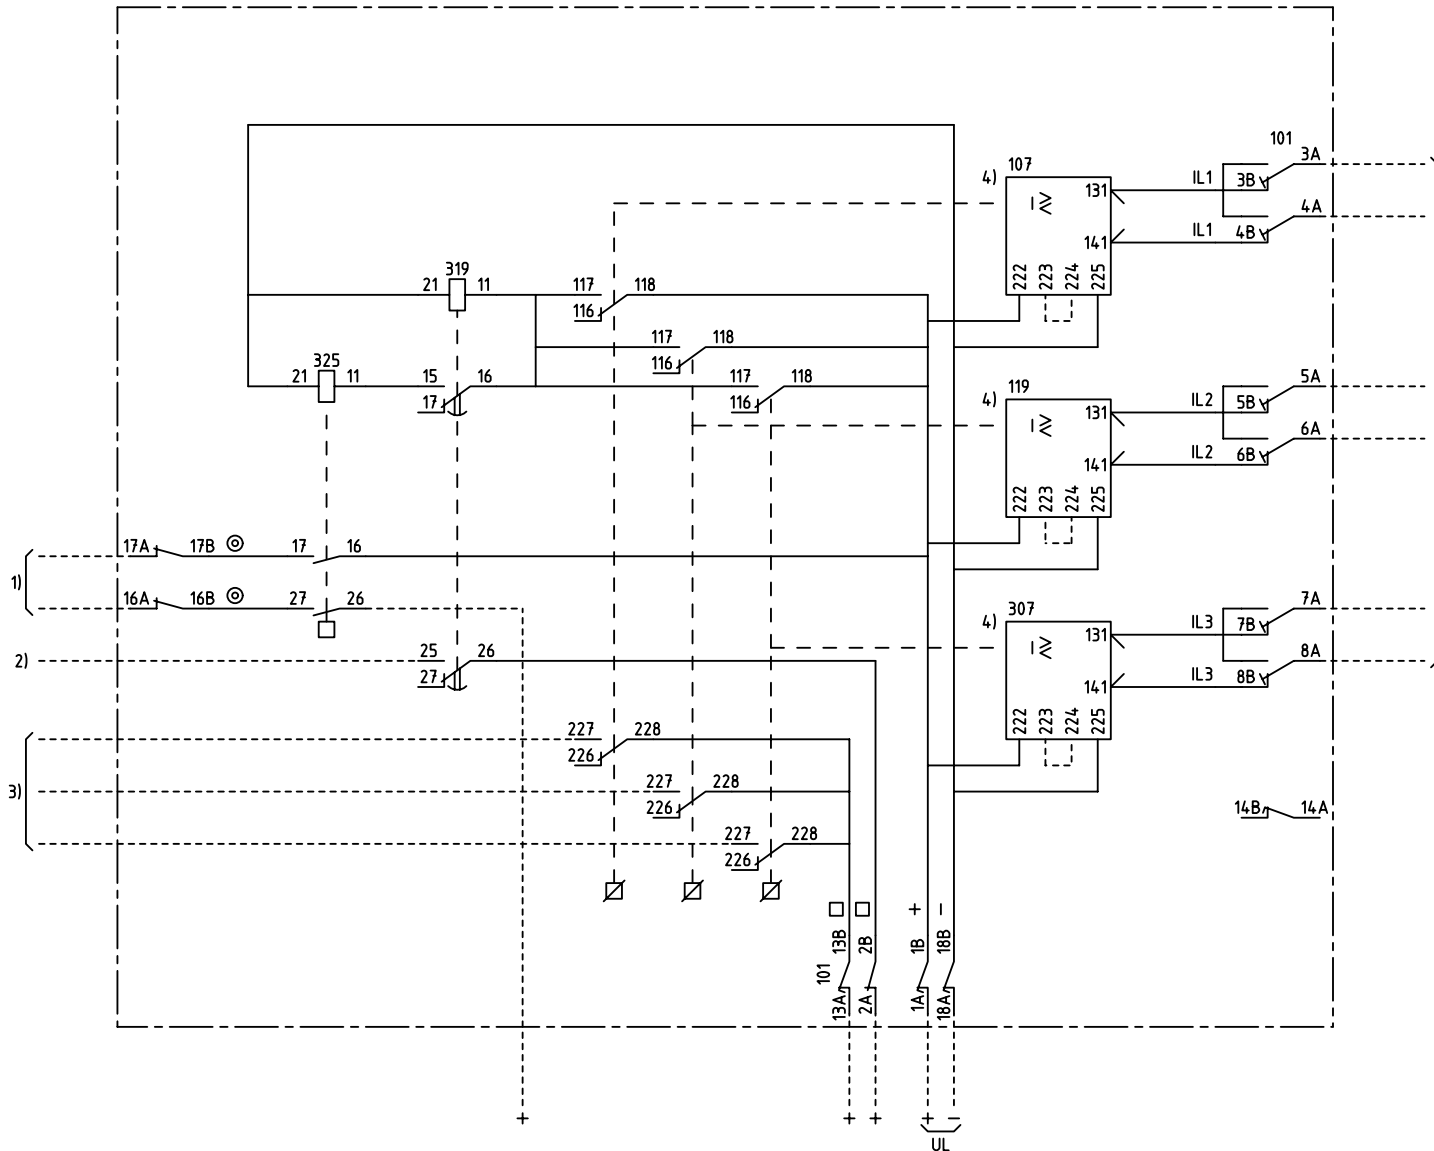 101
107
3A
4)
131
IL1
3B
4A
I≥
IL1
4B
141
222
223
224
225
319
21
11
117
118
116
117
118
116
325
21
11
15
16
17
117
118
116
119
5A
4)
131
IL2
5B
6A
I≥
IL2
6B
141
222
223
224
225
17A
17B
17
16
1)
16A
16B
27
26
307
7A
4)
131
IL3
7B
8A
I≥
IL3
8B
141
222
223
224
225
2)
25
26
27
227
228
226
3)
227
228
226
227
228
226
14B
14A
+
−
13B
2B
1B
18B
101
13A
2A
1A
18A
+
+
+
+
−
UL